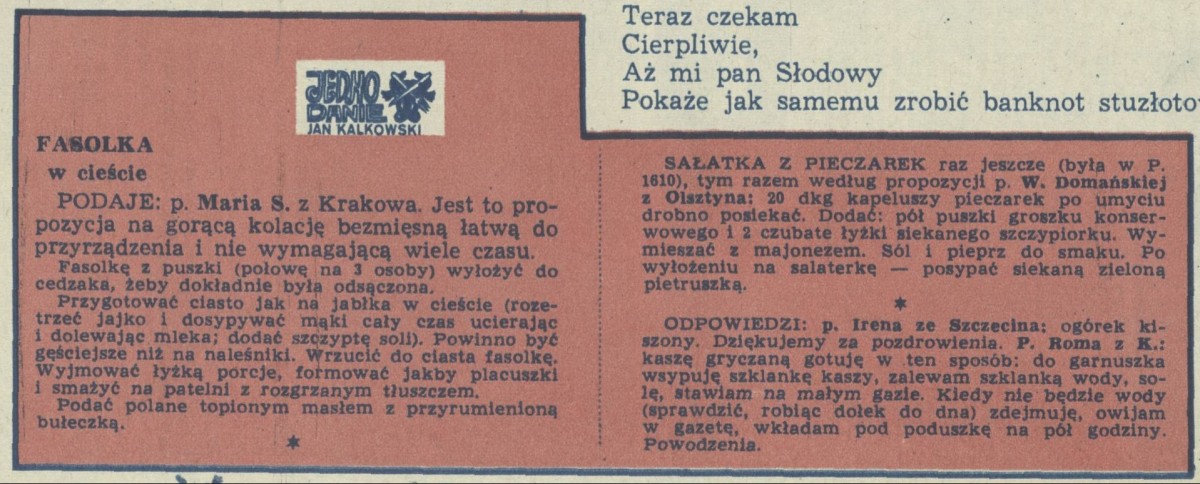 Teraz czekam
Cierpliwie,
Aż mi pan Słodowy
Pokaże jak samemu zrobić banknot stuzłoto
JEDNO
DANIE
JAN KALKOWSKI
FASOLKA
w cieście
PODAJE: p. Maria S. z Krakowa. Jest to pro-
pozycja na gorącą kolację bezmięsną łatwą do
przyrządzenia i nie wymagającą wiele czasu.
Fasolkę z puszki (połowę na 3 osoby) wyłożyć do
cedzaka, żeby dokładnie była odsączona.
Przygotować ciasto jak na jabłka w cieście (roze-
trzeć jajko i dosypywać mąki cały czas ucierając
i dolewając mleka; dodać szczyptę soli). Powinno być
gęściejsze niż na naleśniki. Wrzucić do ciasta fasolkę.
Wyjmować łyżką porcje, formować jakby placuszki
i smażyć na patelni z rozgrzanym tłuszczem.
Podać polane topionym masłem z przyrumienioną
bułeczką.
*
SAŁATKA Z PIECZAREK raz jeszcze (była w P.
1610), tym razem według propozycji p. W. Domańskiej
z Olsztyna: 20 dkg kapeluszy pieczarek po umyciu
drobno posiekać. Dodać: pół puszki groszku konser-
wowego i 2 czubate łyżki siekanego szczypiorku. Wy-
mieszać z majonezem. Sól i pieprz do smaku. Po
wyłożeniu na salaterkę — posypać siekaną zieloną
pietruszką.
*
ODPOWIEDZI: p. Irena ze Szczecina: ogórek ki-
szony. Dziękujemy za pozdrowienia. P. Roma z K.:
kaszę gryczaną gotuję w ten sposób: do garnuszka
wsypuję szklankę kaszy, zalewam szklanką wody, so-
lę, stawiam na małym gazie. Kiedy nie będzie wody
(sprawdzić, robiąc dołek do dna) zdejmuję, owijam
w gazetę, wkładam pod poduszkę na pół godziny.
Powodzenia.